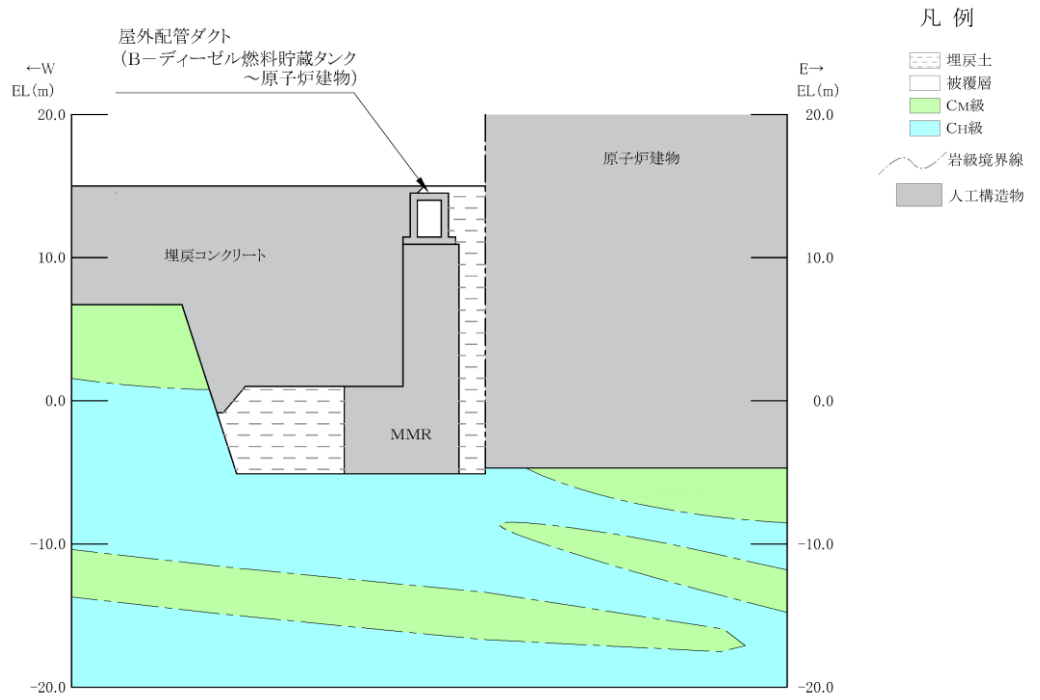 凡 例
埋戻土
被覆層
CM級
CH級
岩級境界線
人工構造物
屋外配管ダクト
(B－ディーゼル燃料貯蔵タンク
～原子炉建物)
←W
EL(m)
E→
EL(m)
20.0
20.0
原子炉建物
埋戻コンクリート
10.0
10.0
0.0
0.0
MMR
-10.0
-10.0
-20.0
-20.0